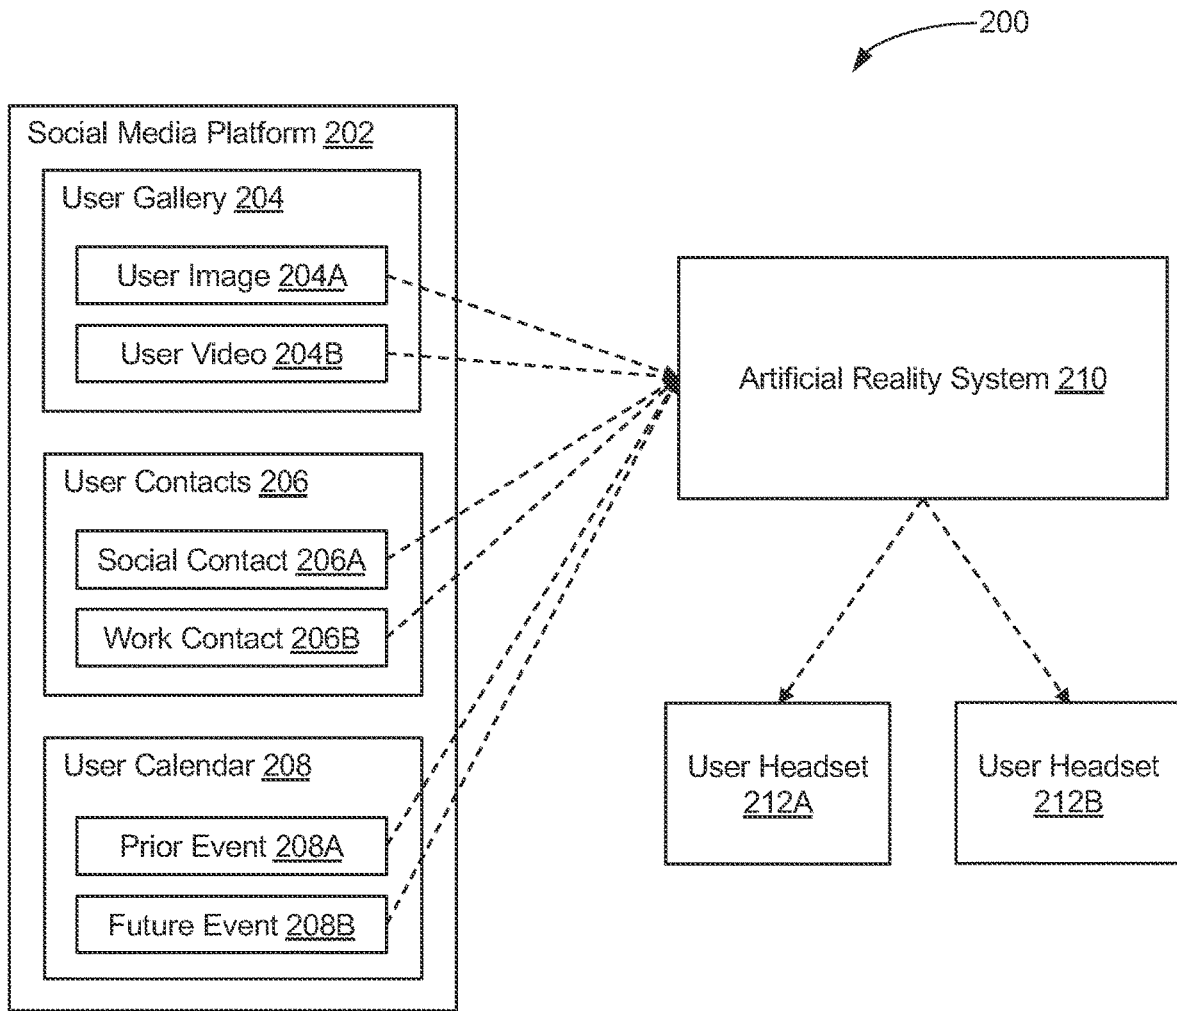 200
Social Media Platform 202
User Gallery 204
User Image 204A
User Video 204B
Artificial Reality System 210
User Contacts 206
Social Contact 206A
Work Contact 206B
User Calendar 208
Prior Event 208A
Future Event 208B
User Headset
212A
User Headset
212B